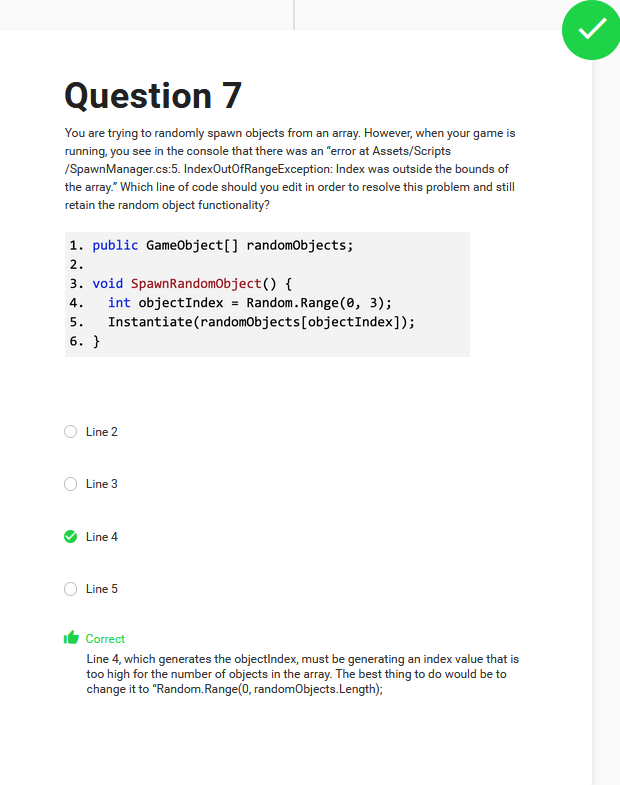 Question 7
You are trying to randomly spawn objects from an array. However, when your game is
running, you see in the console that there was an “error at Assets/Scripts
/SpawnManager.cs:5. IndexOutOfRangeException: Index was outside the bounds of
the array.” Which line of code should you edit in order to resolve this problem and still
retain the random object functionality?
1. public GameObject[] randomObjects;
2.
3. void SpawnRandomObject() {
4.   int objectIndex = Random.Range(0, 3);
5.   Instantiate(randomObjects[objectIndex]);
6. }
Line 2
Line 3
Line 4
Line 5
Correct
Line 4, which generates the objectIndex, must be generating an index value that is
too high for the number of objects in the array. The best thing to do would be to
change it to “Random.Range(0, randomObjects.Length);